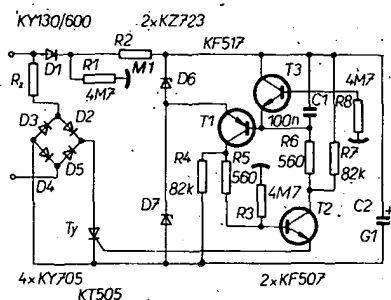 KY130/600 2xKZ723
R2 KF517
D1 R1 M1 D6 T3 4M7
4M7 C1 R8
Rz T1 100n
D3 D2 R6 R7
R4 R5 560
560 4M7 82k
D4 D5 82k T2
D7 R3 C2
Ty G1
4xKY705 2xKF507
KT505